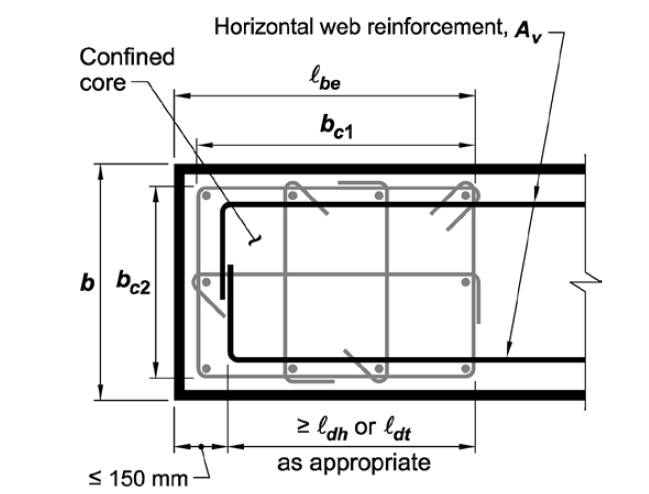 Horizontal web reinforcement, Aᵥ
Confined
core
ℓbe
bc1
b
bc2
≥ ℓdh or ℓdt
as appropriate
≤ 150 mm